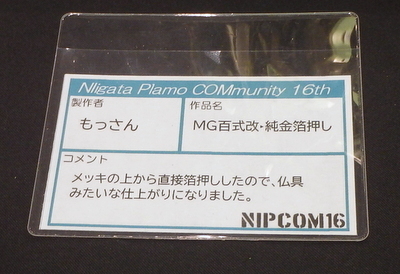 NIigata Plamo COMmunity 16th
製作者
作品名
もっさん
MG百式改・純金箔押し
コメント
メッキの上から直接箔押ししたので、仏具
みたいな仕上がりになりました。
NIPCOM16